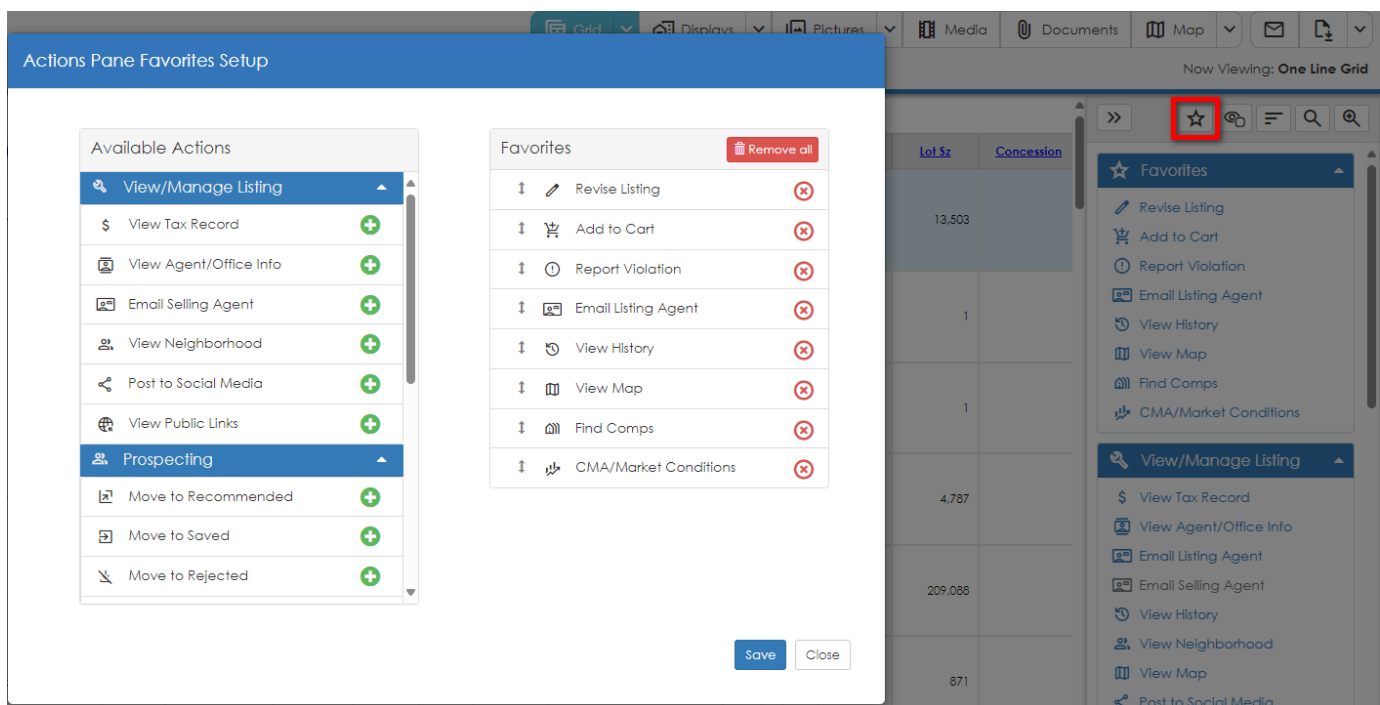 Grid
Displays
Pictures
Media
Documents
Map
Actions Pane Favorites Setup
Now Viewing: One Line Grid
Available Actions
View/Manage Listing
View Tax Record
View Agent/Office Info
Email Selling Agent
View Neighborhood
Post to Social Media
View Public Links
Prospecting
Move to Recommended
Move to Saved
Move to Rejected
Favorites
Remove all
Revise Listing
Add to Cart
Report Violation
Email Listing Agent
View History
View Map
Find Comps
CMA/Market Conditions
Save
Close
Lot Sz
Concession
13,503
1
1
4,787
209,088
871
Favorites
Revise Listing
Add to Cart
Report Violation
Email Listing Agent
View History
View Map
Find Comps
CMA/Market Conditions
View/Manage Listing
View Tax Record
View Agent/Office Info
Email Listing Agent
Email Selling Agent
View History
View Neighborhood
View Map
Post to Social Media